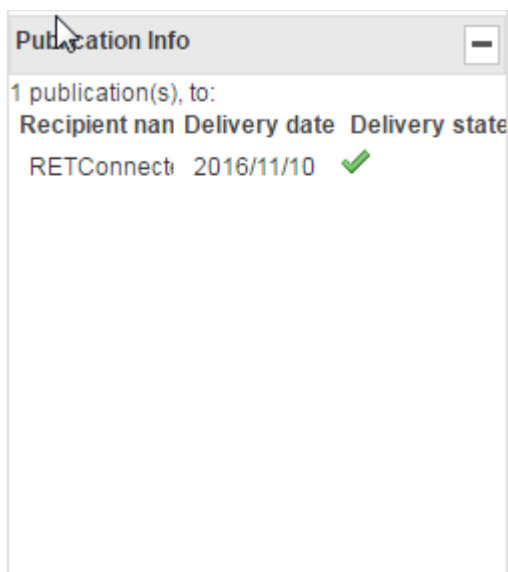 Publication Info
1 publication(s), to:
Recipient nan Delivery date Delivery state
RETConnect 2016/11/10